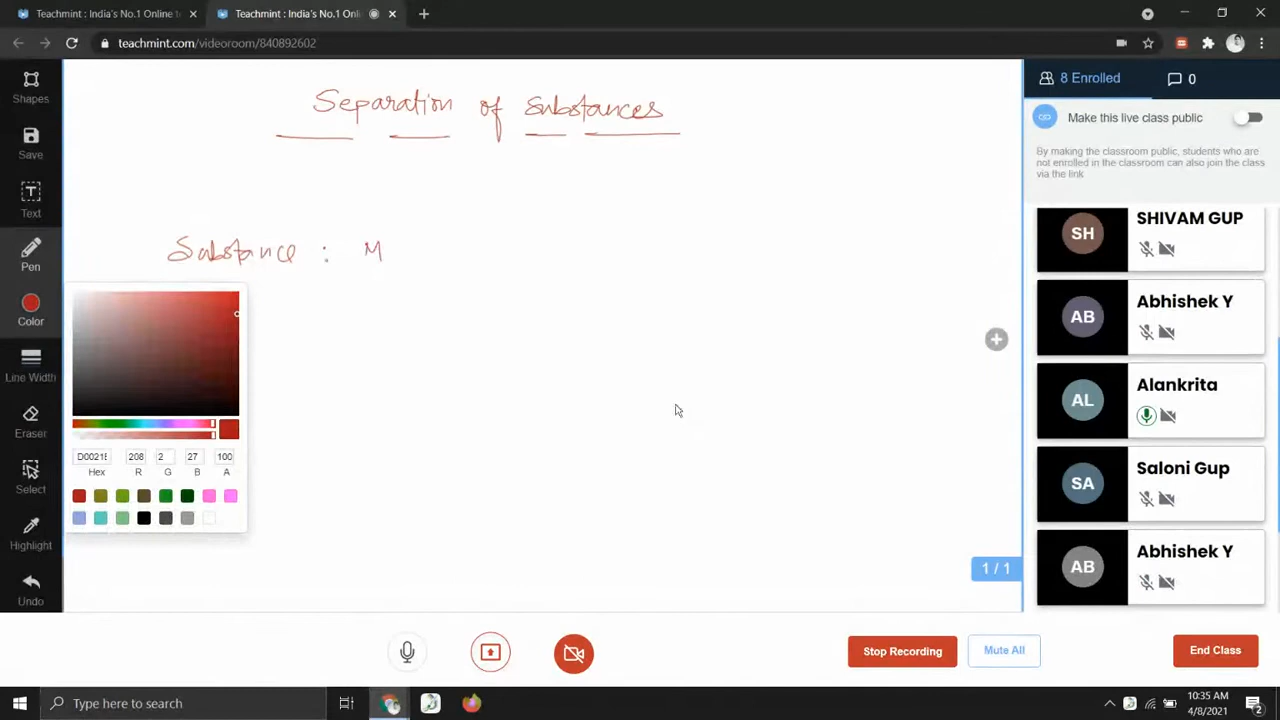 Teachmint: India's No.1 Online t
Teachmint: India's No.1 Onli
teachmint.com/videoroom/840892602
Shapes
Save
Text
Pen
Color
Line Width
Eraser
Select
Highlight
Undo
Separation of Substances
Substance : M
D0021E
208
2
27
100
Hex
R
G
B
A
1 / 1
8 Enrolled
0
Make this live class public
By making the classroom public, students who are
not enrolled in the classroom can also join the class
via the link
SH
SHIVAM GUP
AB
Abhishek Y
AL
Alankrita
SA
Saloni Gup
AB
Abhishek Y
Stop Recording
Mute All
End Class
Type here to search
10:35 AM
4/8/2021
2